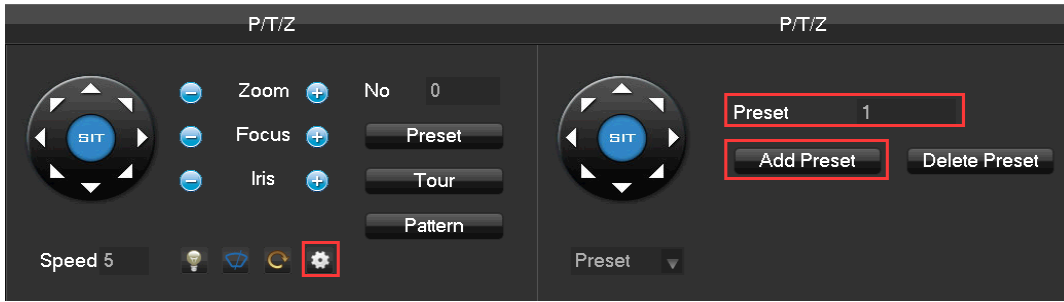 P/T/Z
Zoom
No 0
SIT
Focus
Preset
Iris
Tour
Pattern
Speed 5
P/T/Z
Preset 1
SIT
Add Preset
Delete Preset
Preset